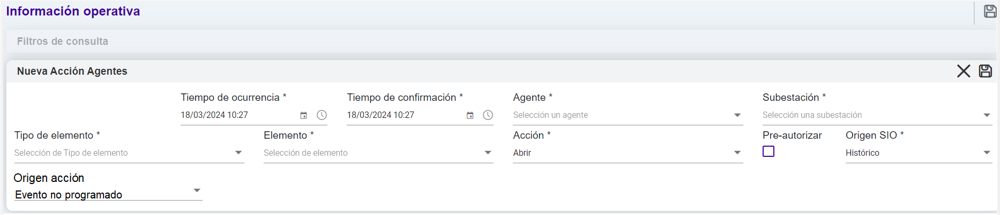 Información operativa
Filtros de consulta
Nueva Acción Agentes
Tiempo de ocurrencia * Tiempo de confirmación * Agente * Subestación *
18/03/2024 10:27 18/03/2024 10:27 Selección un agente Selección una subestación
Tipo de elemento * Elemento * Acción * Pre-autorizar Origen SIO *
Selección de Tipo de elemento Selección de elemento Abrir Histórico
Origen acción
Evento no programado